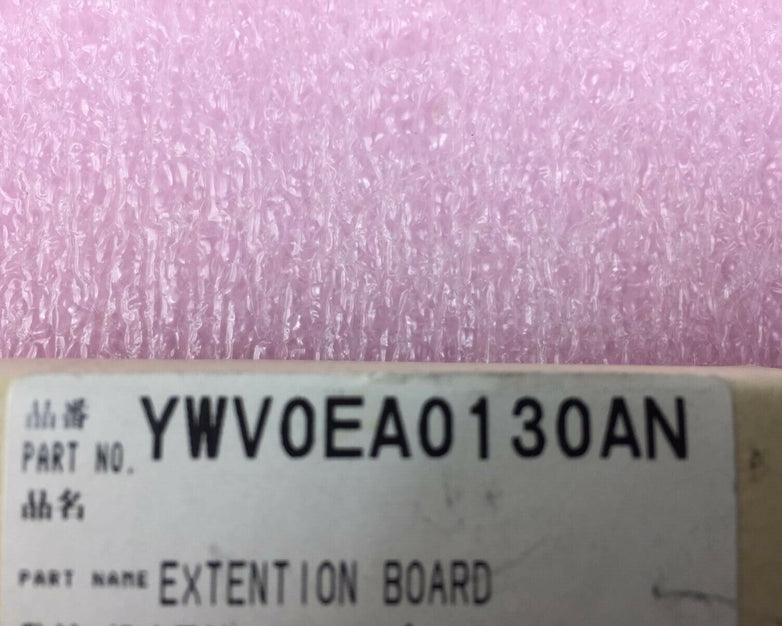 品番
PART NO. YWV0EA0130AN
品名
PART NAME EXTENTION BOARD